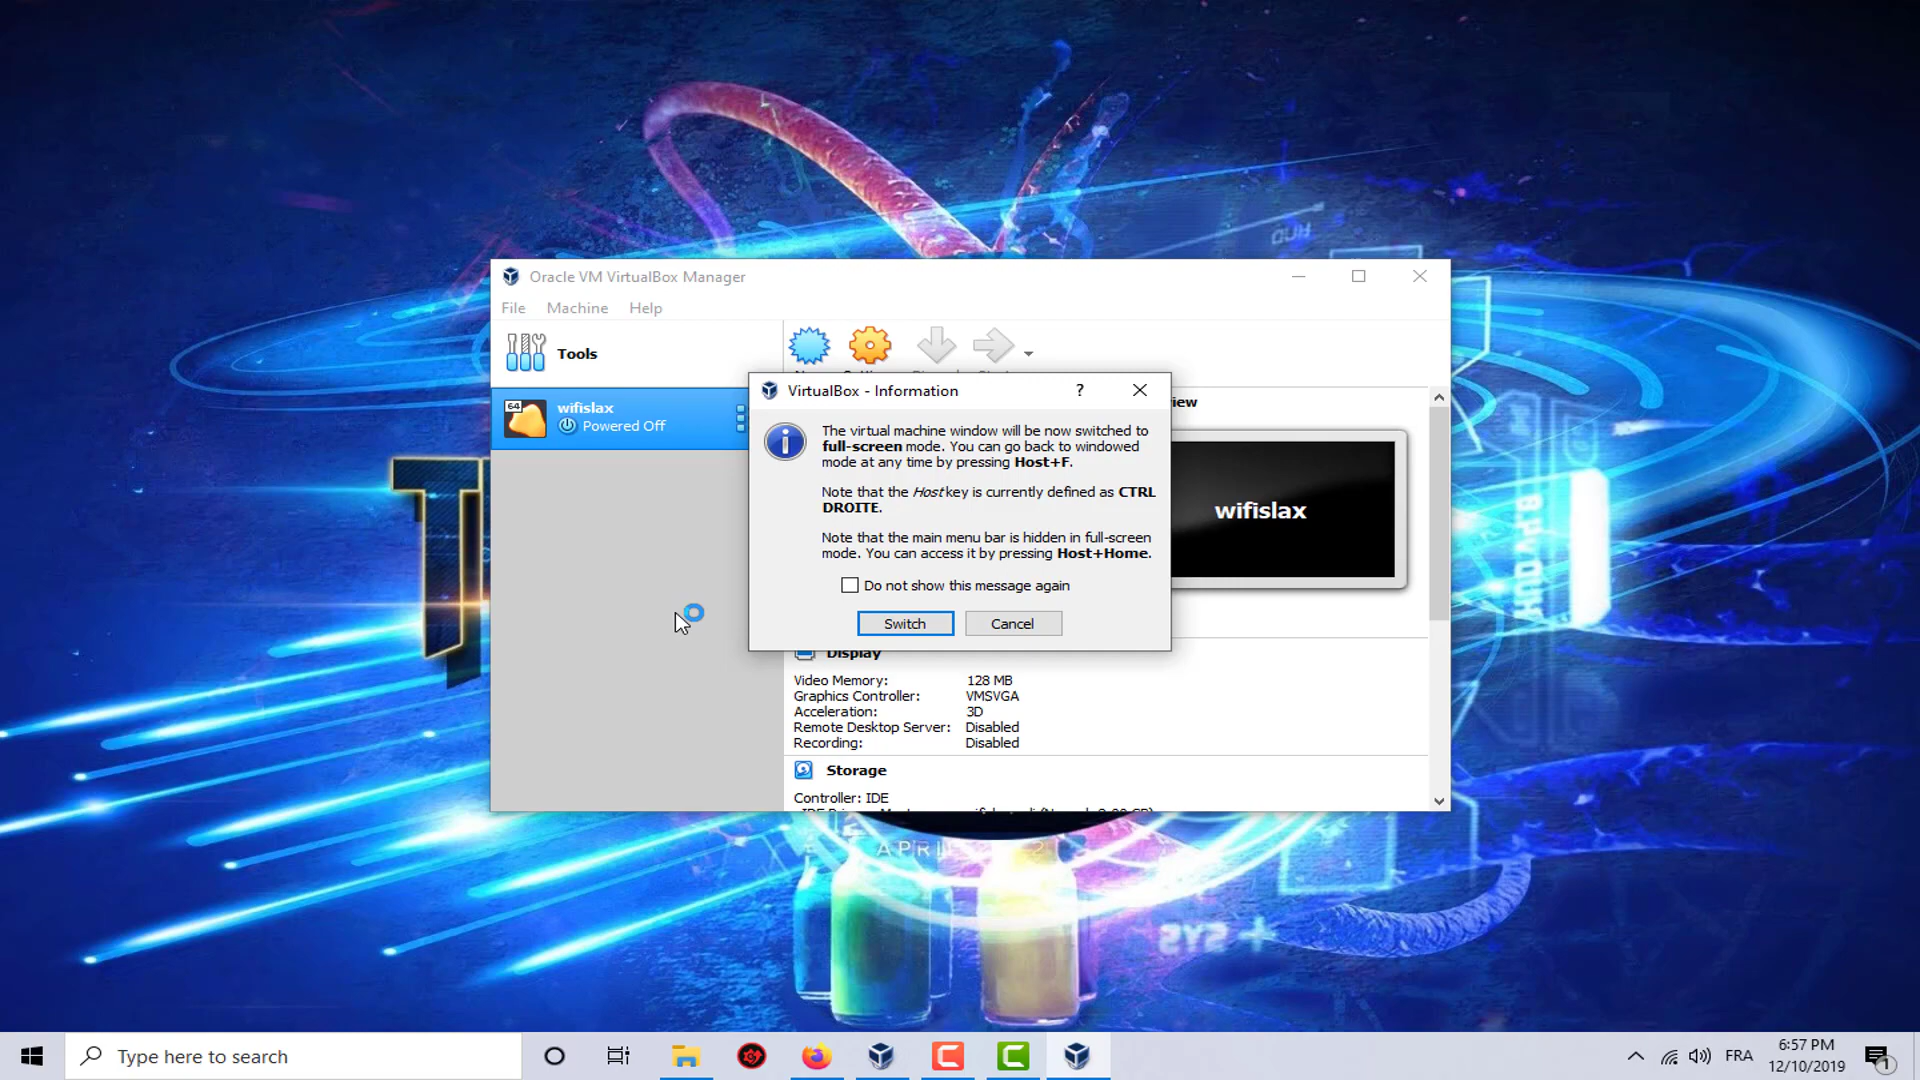 Oracle VM VirtualBox Manager
File Machine Help
Tools
64
wifislax
Powered Off
VirtualBox - Information
?
The virtual machine window will be now switched to
full-screen mode. You can go back to windowed
mode at any time by pressing Host+F.
Note that the Host key is currently defined as CTRL
DROITE.
Note that the main menu bar is hidden in full-screen
mode. You can access it by pressing Host+Home.
Do not show this message again
Switch Cancel
wifislax
Display
Video Memory: 128 MB
Graphics Controller: VMSVGA
Acceleration: 3D
Remote Desktop Server: Disabled
Recording: Disabled
Storage
Controller: IDE
APRIL
SYS
Type here to search
FRA
6:57 PM
12/10/2019
1